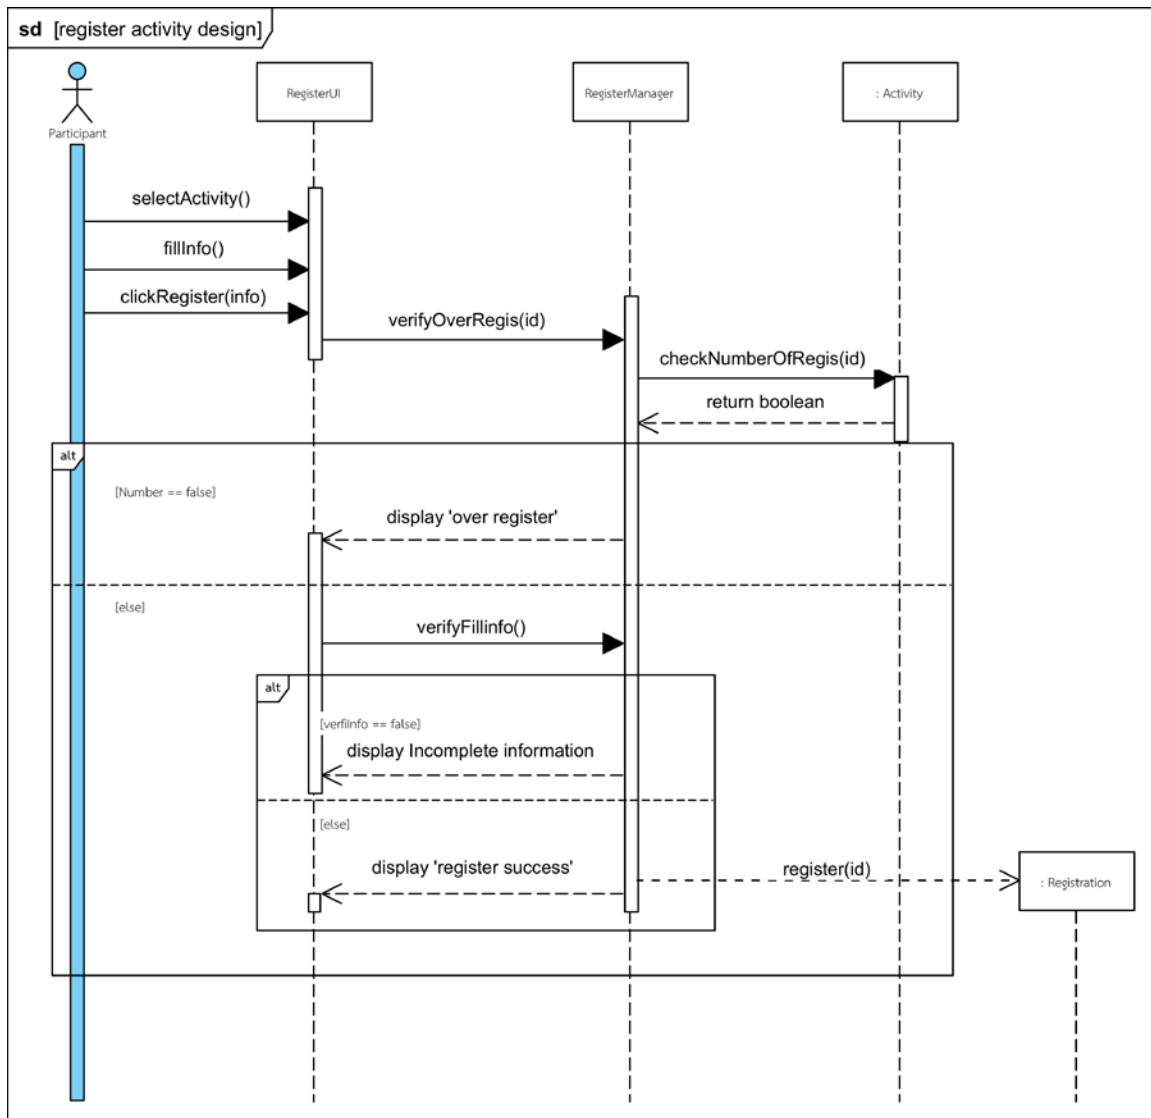 sd [register activity design]
Participant
RegisterUI
RegisterManager
: Activity
selectActivity()
fillInfo()
clickRegister(info)
verifyOverRegis(id)
checkNumberOfRegis(id)
return boolean
alt
[Number == false]
display 'over register'
[else]
verifyFillinfo()
alt
[verfiInfo == false]
display Incomplete information
[else]
display 'register success'
register(id)
: Registration